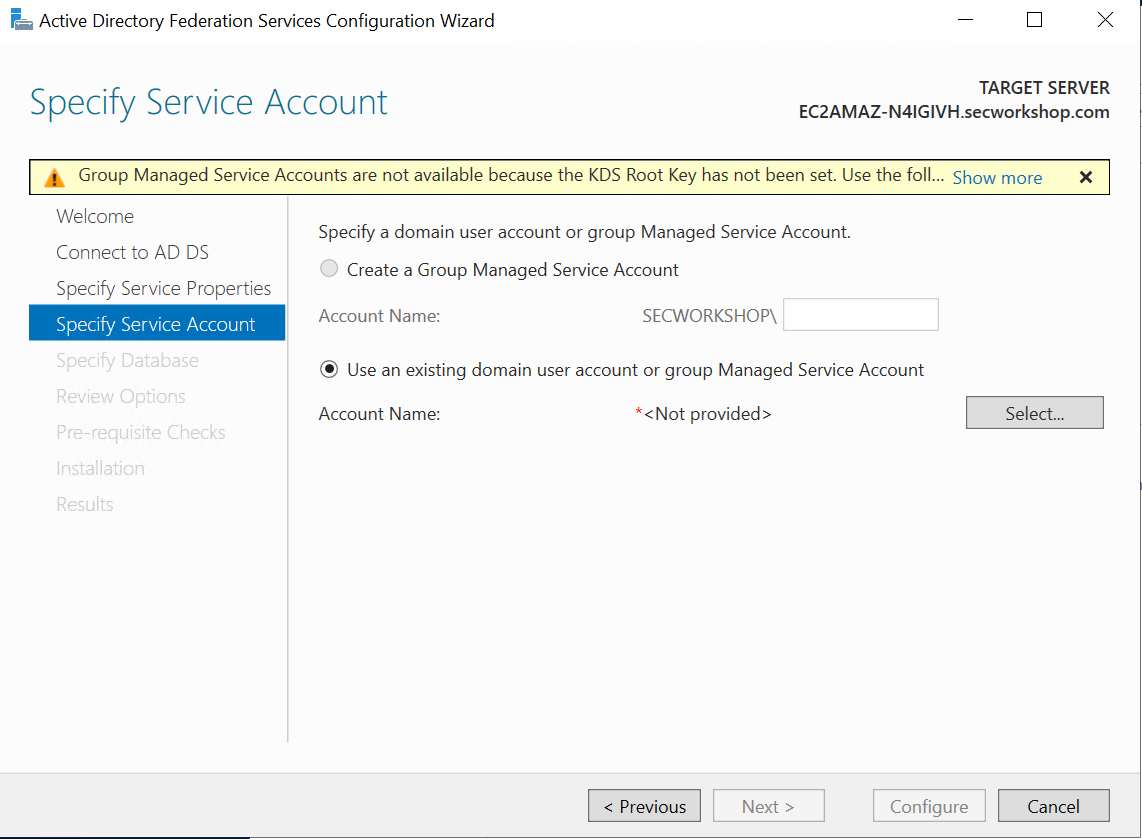 Active Directory Federation Services Configuration Wizard
Specify Service Account
TARGET SERVER
EC2AMAZ-N4IGIVH.secworkshop.com
Group Managed Service Accounts are not available because the KDS Root Key has not been set. Use the foll... Show more
Welcome
Connect to AD DS
Specify Service Properties
Specify Service Account
Specify Database
Review Options
Pre-requisite Checks
Installation
Results
Specify a domain user account or group Managed Service Account.
Create a Group Managed Service Account
Account Name: SECWORKSHOP\
Use an existing domain user account or group Managed Service Account
Account Name: *<Not provided> Select...
< Previous Next > Configure Cancel